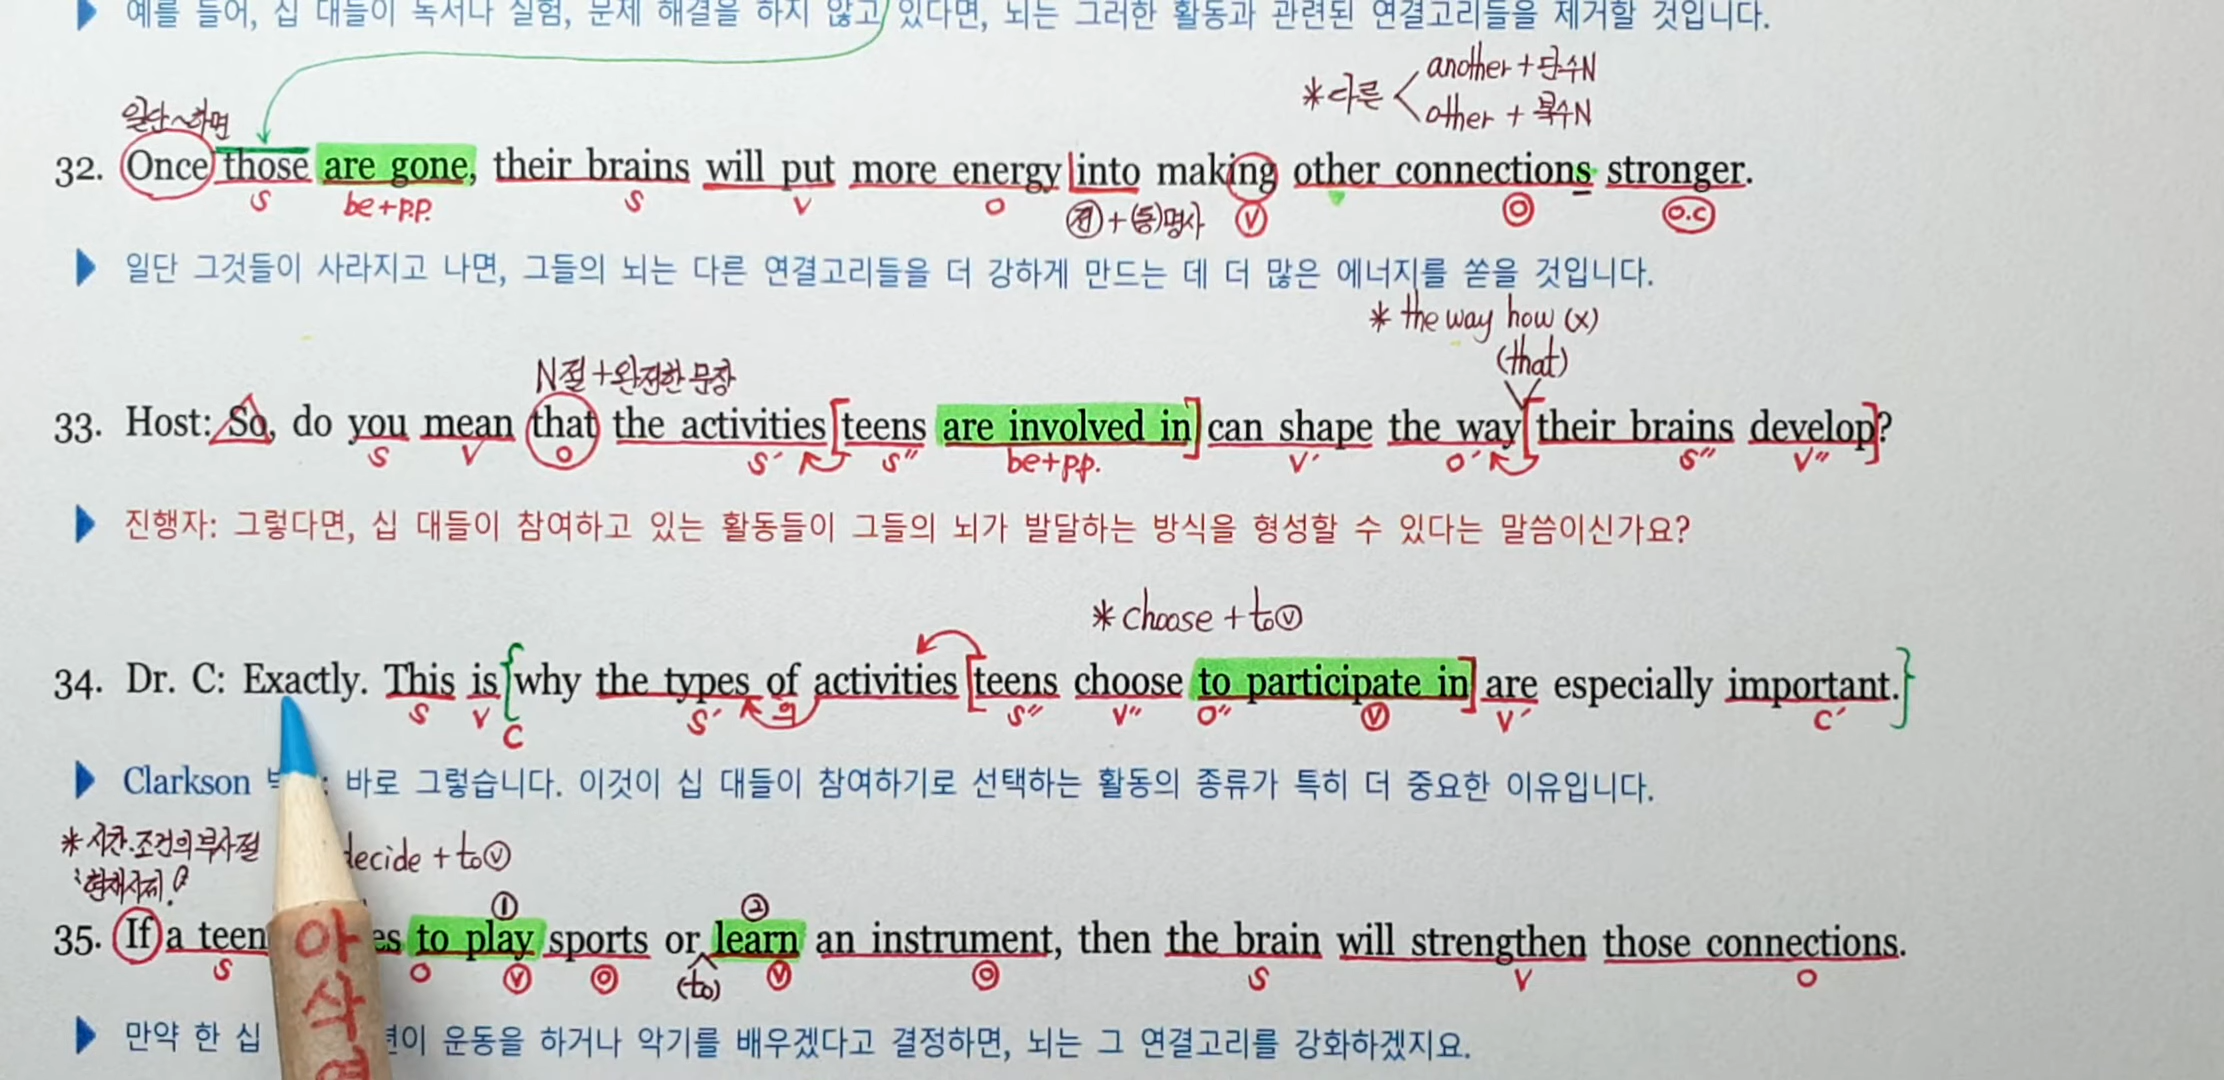 ▶ 예를 들어, 십 대들이 독서나 실험, 문제 해결을 하지 않고 있다면, 뇌는 그러한 활동과 관련된 연결고리들을 제거할 것입니다.
*다른 < another + 단수N
other + 복수N
일단~하면
32. Once those are gone, their brains will put more energy into making other connections stronger.
S be+p.p. S V O 전+(동)명사 V O O.C
▶ 일단 그것들이 사라지고 나면, 그들의 뇌는 다른 연결고리들을 더 강하게 만드는 데 더 많은 에너지를 쏟을 것입니다.
* the way how (x)
(that)
N절+완전한 문장
33. Host: So, do you mean that the activities [teens are involved in] can shape the way [their brains develop]?
S V O S′ S″ be+p.p. V′ O′ S″ V″
▶ 진행자: 그렇다면, 십 대들이 참여하고 있는 활동들이 그들의 뇌가 발달하는 방식을 형성할 수 있다는 말씀이신가요?
* choose + to ⓥ
34. Dr. C: Exactly. This is {why the types of activities [teens choose to participate in] are especially important.}
S V C S′ 의 S″ V″ O″ ⓥ V′ C′
▶ Clarkson : 바로 그렇습니다. 이것이 십 대들이 참여하기로 선택하는 활동의 종류가 특히 더 중요한 이유입니다.
*시간.조건의 부사절 decide + to ⓥ
현재시제!
① ②
35. If a teen es to play sports or learn an instrument, then the brain will strengthen those connections.
S O ⓥ ⓞ (to) ⓥ ⓞ S V O
▶ 만약 한 십 이 운동을 하거나 악기를 배우겠다고 결정하면, 뇌는 그 연결고리를 강화하겠지요.
아
삭